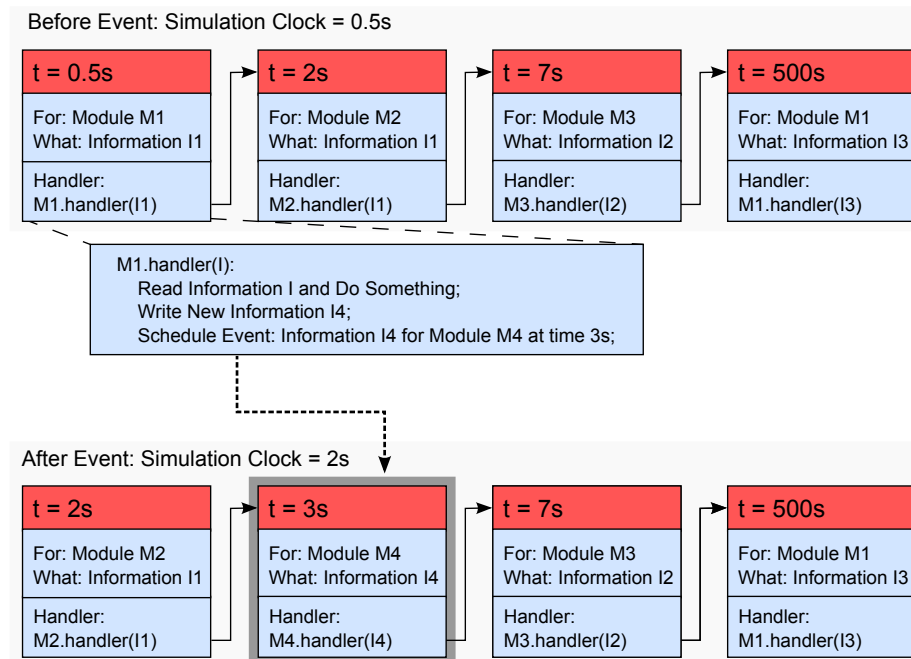 Before Event: Simulation Clock = 0.5s
t = 0.5s
For: Module M1
What: Information I1
Handler:
M1.handler(I1)
t = 2s
For: Module M2
What: Information I1
Handler:
M2.handler(I1)
t = 7s
For: Module M3
What: Information I2
Handler:
M3.handler(I2)
t = 500s
For: Module M1
What: Information I3
Handler:
M1.handler(I3)
M1.handler(I):
Read Information I and Do Something;
Write New Information I4;
Schedule Event: Information I4 for Module M4 at time 3s;
After Event: Simulation Clock = 2s
t = 2s
For: Module M2
What: Information I1
Handler:
M2.handler(I1)
t = 3s
For: Module M4
What: Information I4
Handler:
M4.handler(I4)
t = 7s
For: Module M3
What: Information I2
Handler:
M3.handler(I2)
t = 500s
For: Module M1
What: Information I3
Handler:
M1.handler(I3)